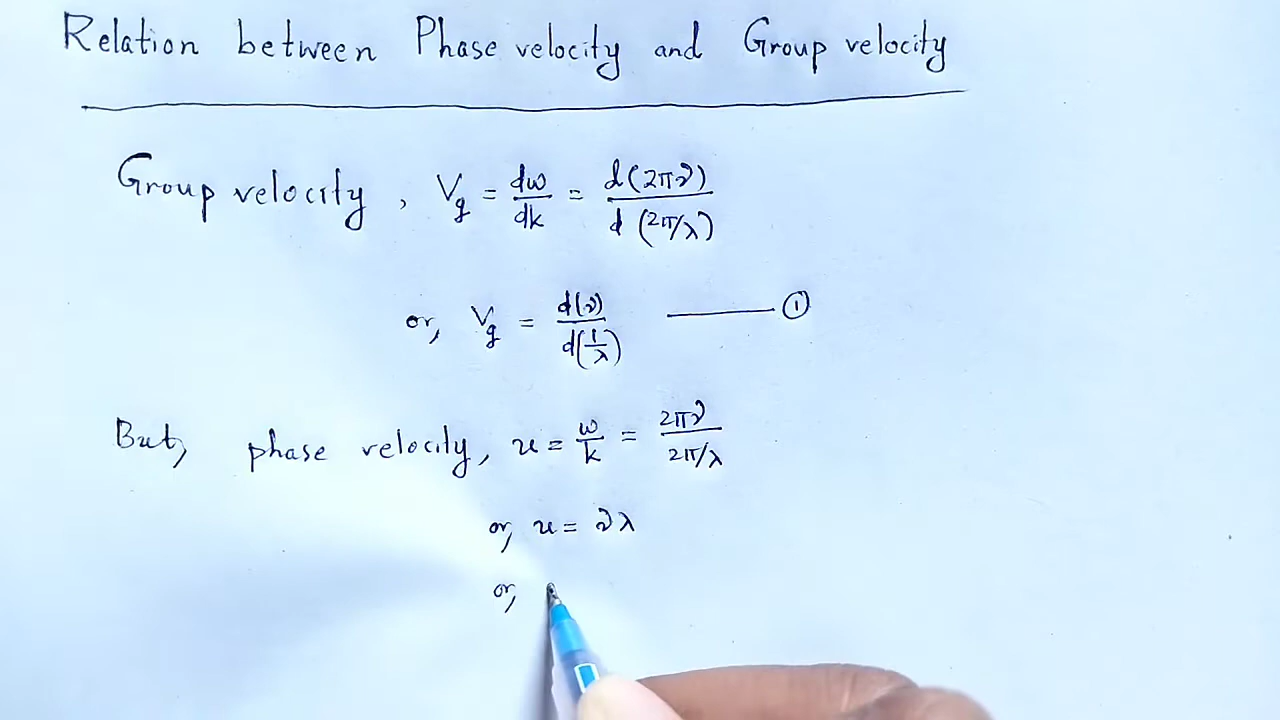 Relation between Phase velocity and Group velocity
Group velocity, Vg = dω/dk = d(2πν)/d(2π/λ)
or, Vg = d(ν)/d(1/λ) ——— ①
But, phase velocity, u = ω/k = 2πν/2π/λ
or, u = νλ
or,